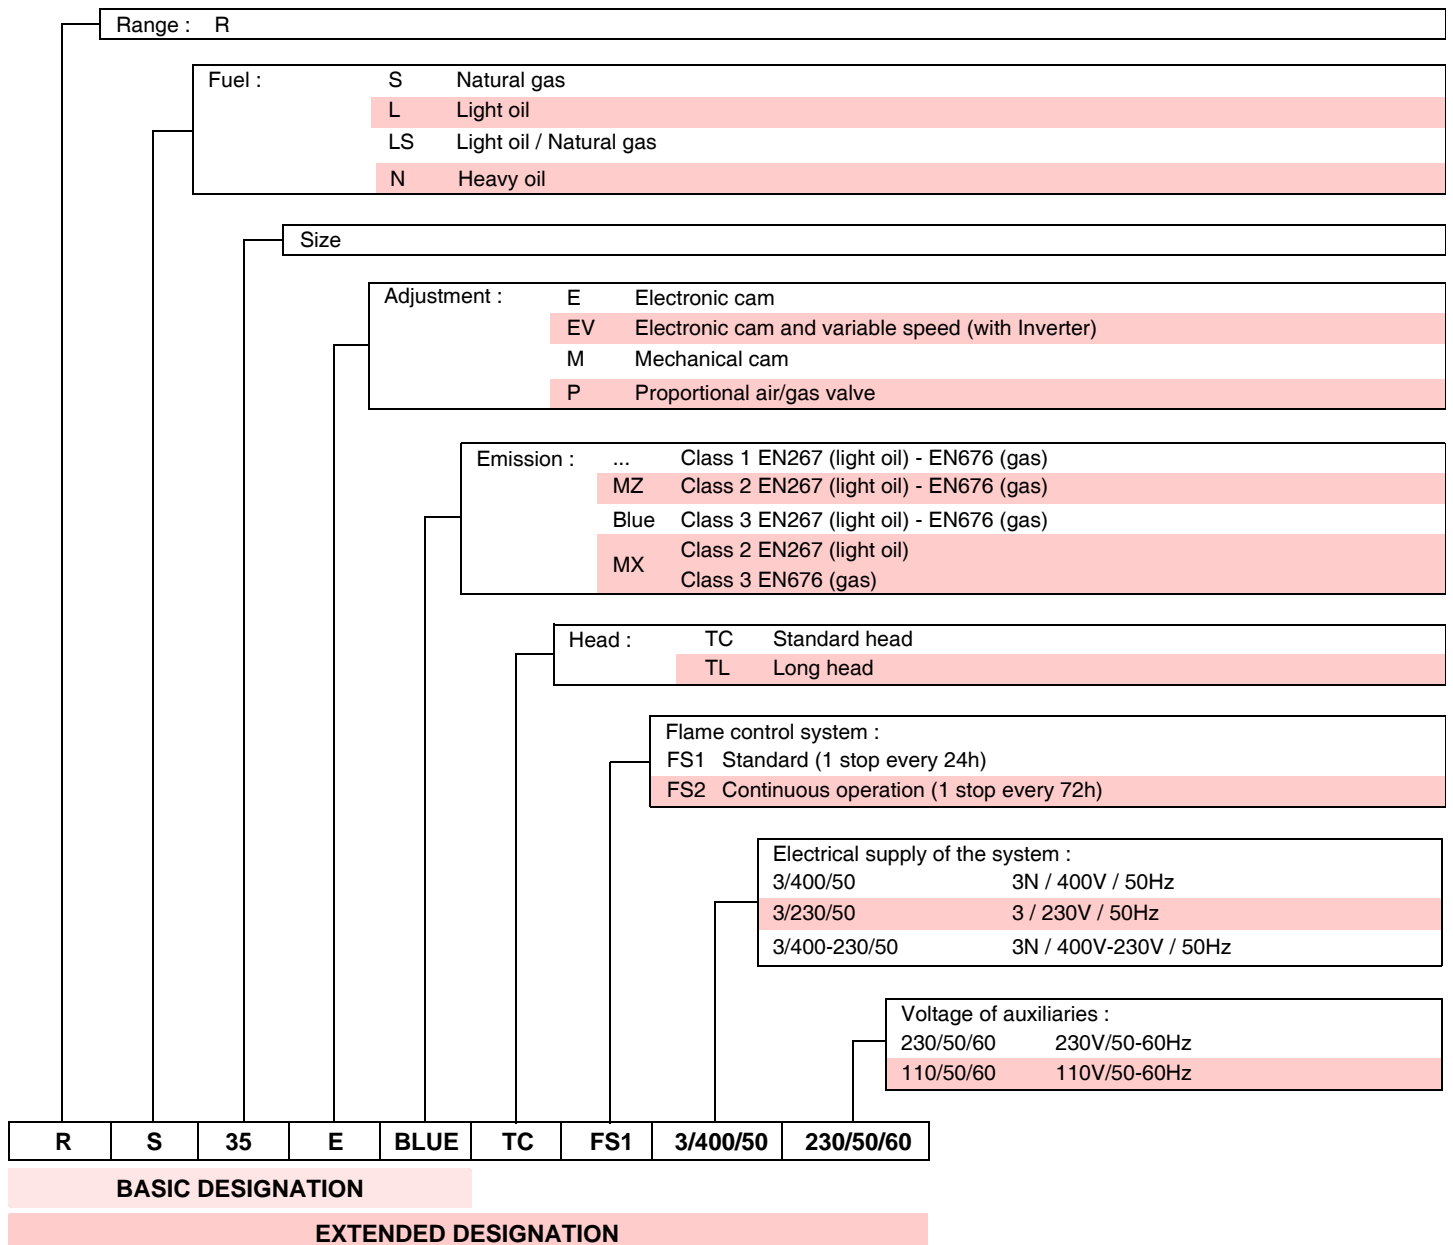 Range : R
Fuel : S Natural gas
L Light oil
LS Light oil / Natural gas
N Heavy oil
Size
Adjustment : E Electronic cam
EV Electronic cam and variable speed (with Inverter)
M Mechanical cam
P Proportional air/gas valve
Emission : ... Class 1 EN267 (light oil) - EN676 (gas)
MZ Class 2 EN267 (light oil) - EN676 (gas)
Blue Class 3 EN267 (light oil) - EN676 (gas)
MX Class 2 EN267 (light oil)
Class 3 EN676 (gas)
Head : TC Standard head
TL Long head
Flame control system :
FS1 Standard (1 stop every 24h)
FS2 Continuous operation (1 stop every 72h)
Electrical supply of the system :
3/400/50 3N / 400V / 50Hz
3/230/50 3 / 230V / 50Hz
3/400-230/50 3N / 400V-230V / 50Hz
Voltage of auxiliaries :
230/50/60 230V/50-60Hz
110/50/60 110V/50-60Hz
R S 35 E BLUE TC FS1 3/400/50 230/50/60
BASIC DESIGNATION
EXTENDED DESIGNATION